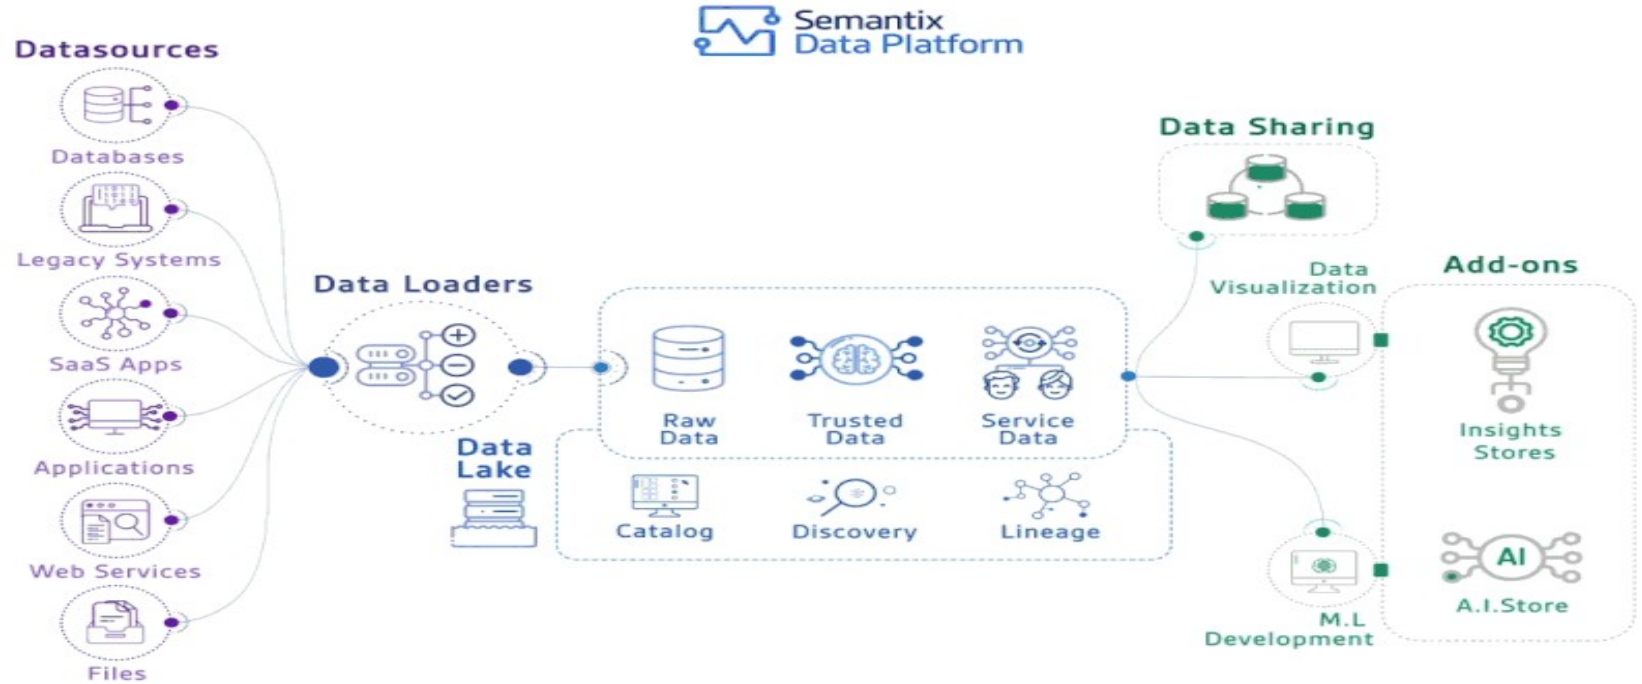 Semantix
Data Platform
Datasources
Databases
Legacy Systems
SaaS Apps
Applications
Web Services
Files
Data Loaders
Data
Lake
Raw
Data
Trusted
Data
Service
Data
Catalog
Discovery
Lineage
Data Sharing
Data
Visualization
M.L
Development
Add-ons
Insights
Stores
AI
A.I.Store